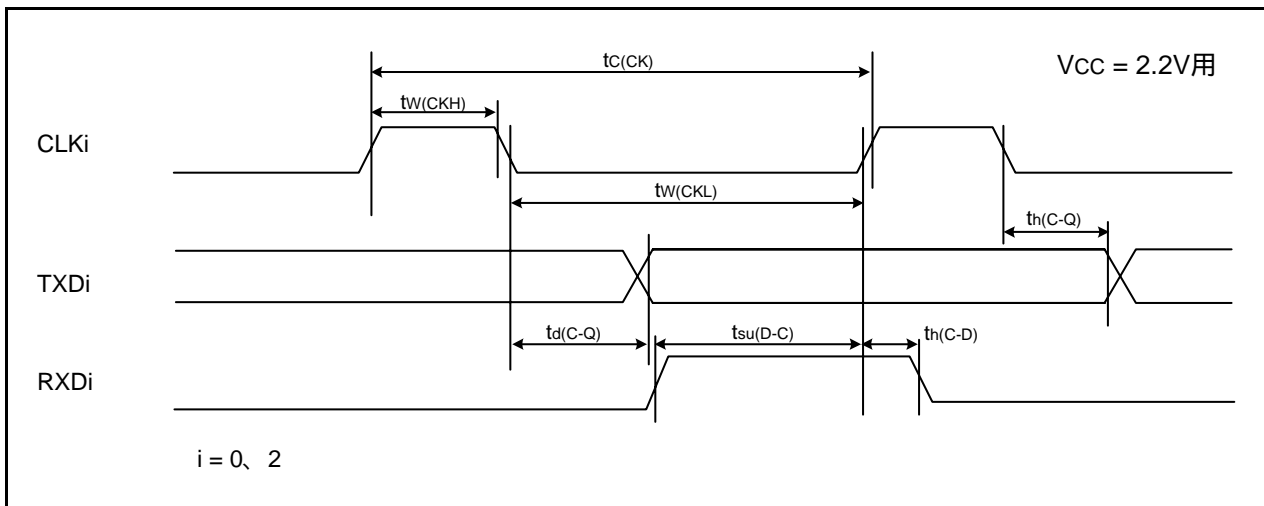 tC(CK)
VCC = 2.2V用
tW(CKH)
CLKi
tW(CKL)
th(C-Q)
TXDi
td(C-Q)
tsu(D-C)
th(C-D)
RXDi
i = 0、2